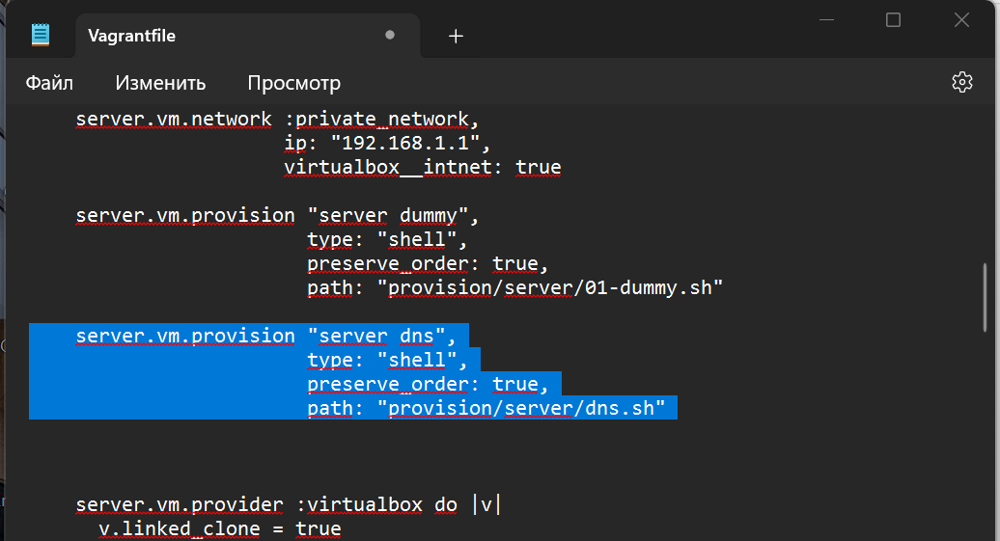 Vagrantfile
Файл Изменить Просмотр
server.vm.network :private_network,
ip: "192.168.1.1",
virtualbox__intnet: true
server.vm.provision "server dummy",
type: "shell",
preserve_order: true,
path: "provision/server/01-dummy.sh"
server.vm.provision "server dns",
type: "shell",
preserve_order: true,
path: "provision/server/dns.sh"
server.vm.provider :virtualbox do |v|
v.linked_clone = true